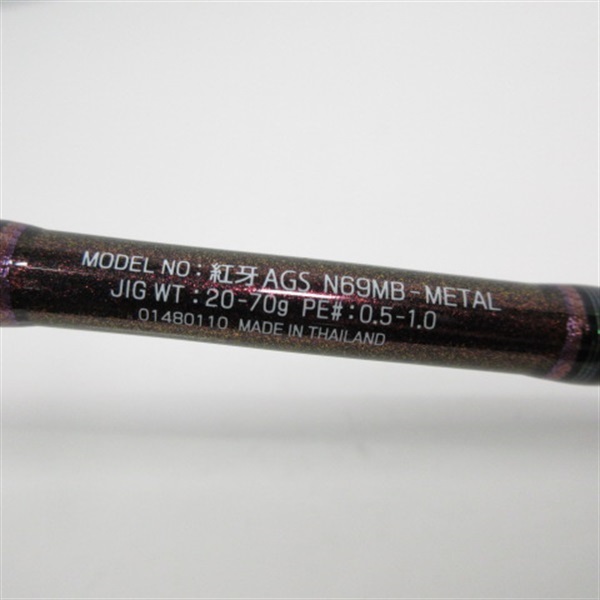 MODEL NO : 紅牙AGS N69MB-METAL
JIG WT : 20-70g PE# : 0.5-1.0
01480110 MADE IN THAILAND